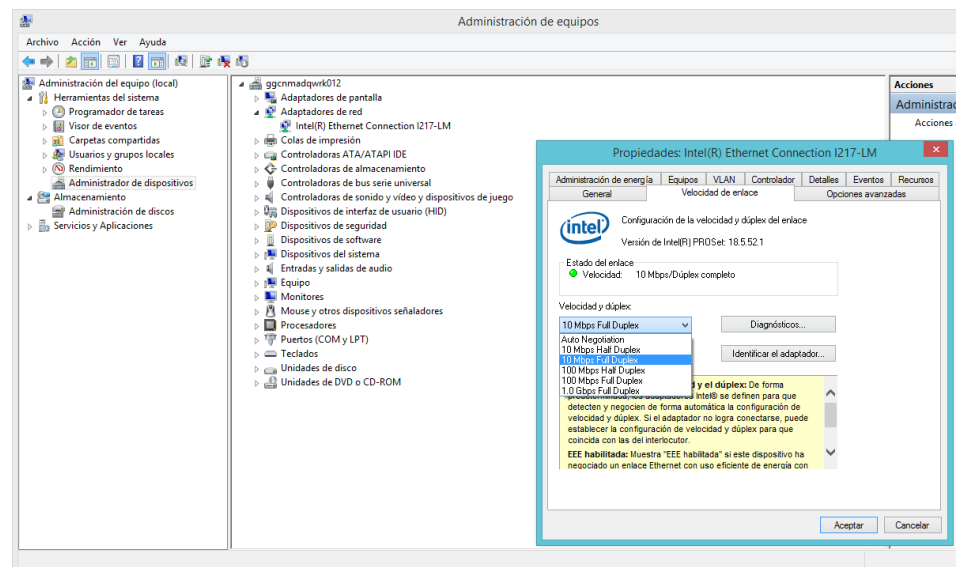 Administración de equipos
Archivo Acción Ver Ayuda
Administración del equipo (local)
Herramientas del sistema
Programador de tareas
Visor de eventos
Carpetas compartidas
Usuarios y grupos locales
Rendimiento
Administrador de dispositivos
Almacenamiento
Administración de discos
Servicios y Aplicaciones
ggcnmadqwrk012
Adaptadores de pantalla
Adaptadores de red
Intel(R) Ethernet Connection I217-LM
Colas de impresión
Controladoras ATA/ATAPI IDE
Controladoras de almacenamiento
Controladoras de bus serie universal
Controladoras de sonido y vídeo y dispositivos de juego
Dispositivos de interfaz de usuario (HID)
Dispositivos de seguridad
Dispositivos de software
Dispositivos del sistema
Entradas y salidas de audio
Equipo
Monitores
Mouse y otros dispositivos señaladores
Procesadores
Puertos (COM y LPT)
Teclados
Unidades de disco
Unidades de DVD o CD-ROM
Acciones
Administrac
Acciones
Propiedades: Intel(R) Ethernet Connection I217-LM
Administración de energía Equipos VLAN Controlador Detalles Eventos Recursos
General Velocidad de enlace Opciones avanzadas
intel
Configuración de la velocidad y dúplex del enlace
Versión de Intel(R) PROSet: 18.5.52.1
Estado del enlace
Velocidad: 10 Mbps/Dúplex completo
Velocidad y dúplex:
10 Mbps Full Duplex
Diagnósticos...
Auto Negotiation
10 Mbps Half Duplex
10 Mbps Full Duplex
100 Mbps Half Duplex
100 Mbps Full Duplex
1.0 Gbps Full Duplex
Identificar el adaptador...
d y el dúplex: De forma
predeterminada, los adaptadores Intel® se definen para que
detecten y negocien de forma automática la configuración de
velocidad y dúplex. Si el adaptador no logra conectarse, puede
establecer la configuración de velocidad y dúplex para que
coincida con las del interlocutor.
EEE habilitada: Muestra "EEE habilitada" si este dispositivo ha
negociado un enlace Ethernet con uso eficiente de energía con
Aceptar Cancelar